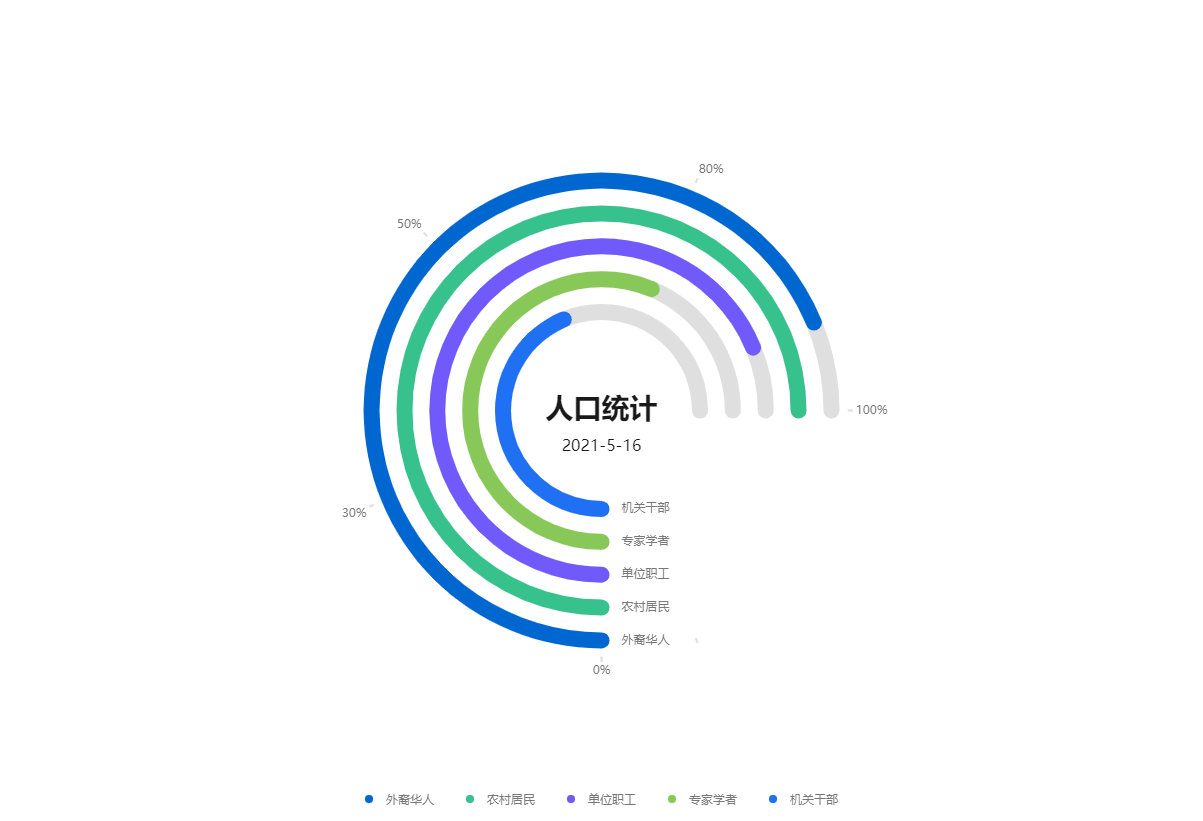 80%
50%
人口统计
100%
2021-5-16
机关干部
30%
专家学者
单位职工
农村居民
外裔华人
0%
外裔华人 农村居民 单位职工 专家学者 机关干部